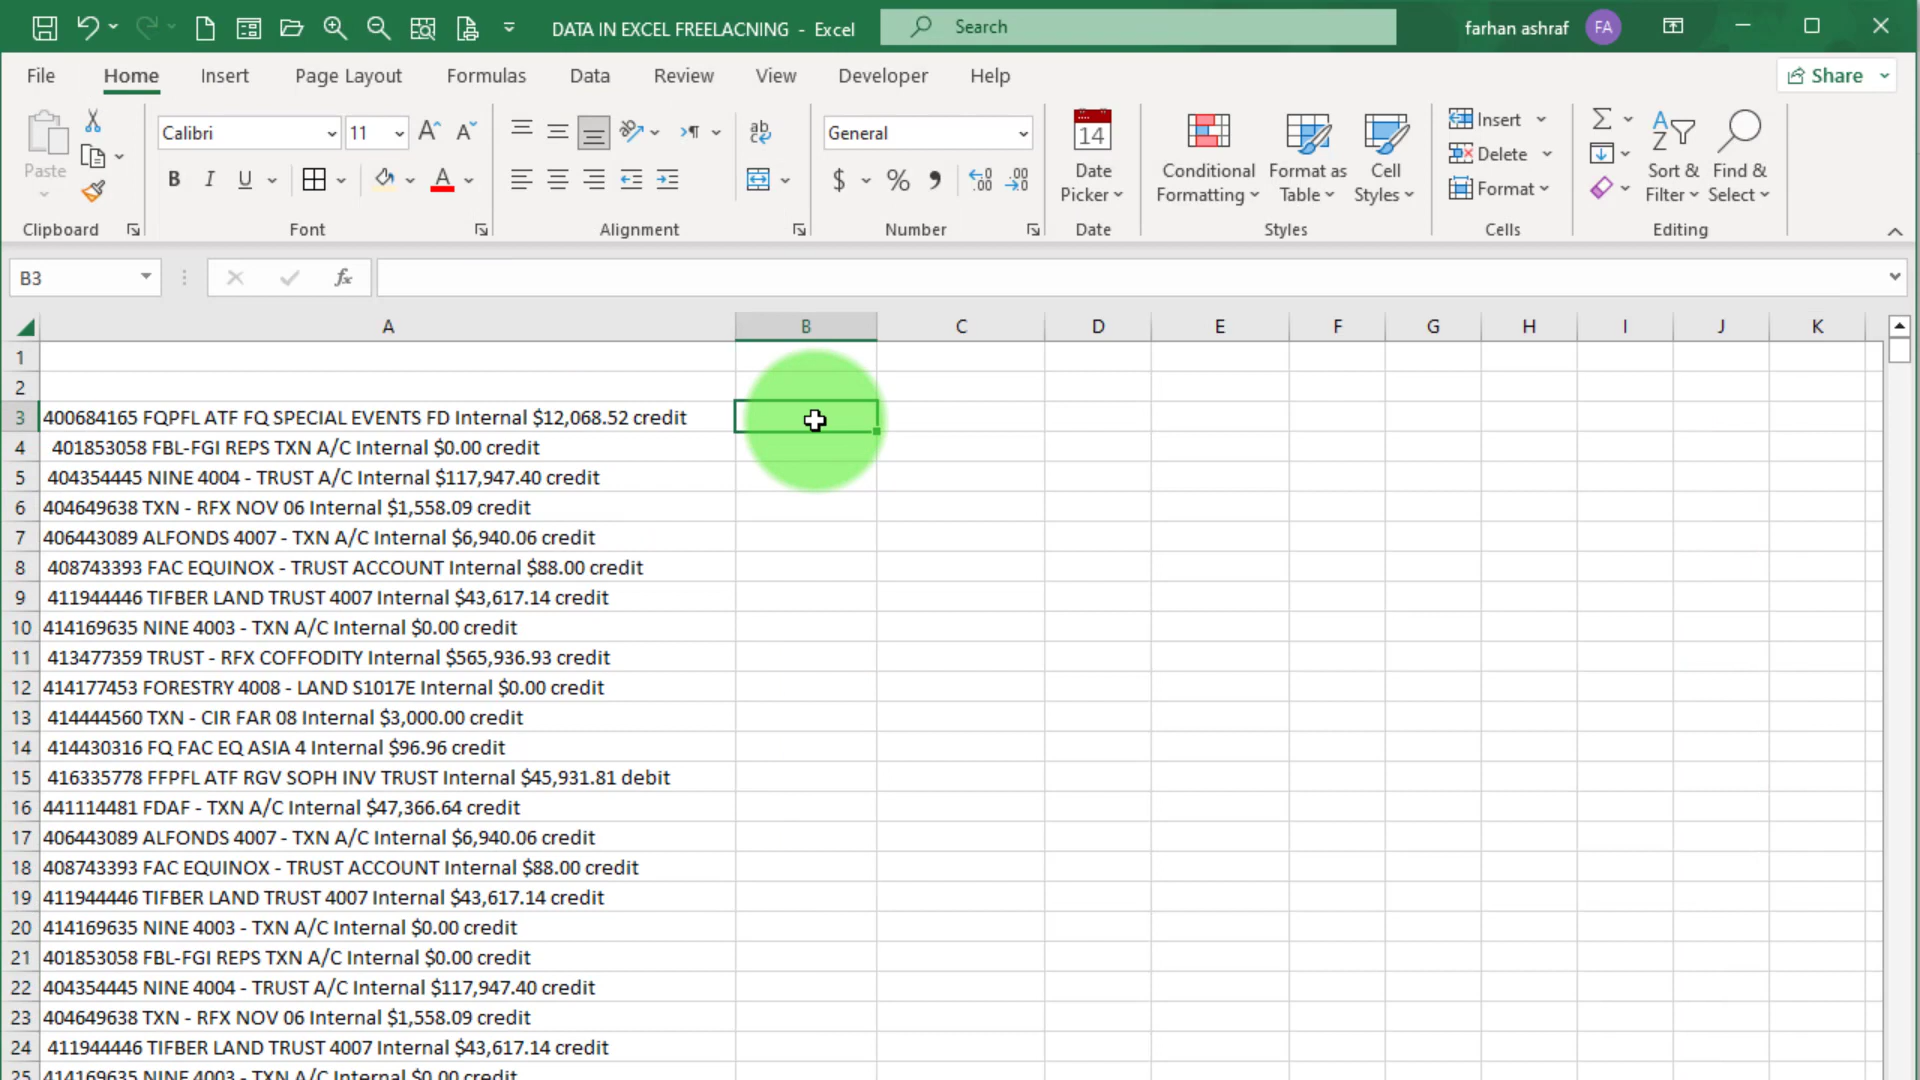 DATA IN EXCEL FREELACNING - Excel
Search
farhan ashraf
FA
File Home Insert Page Layout Formulas Data Review View Developer Help
Share
Paste
Clipboard
Calibri
11
B I U
A
Font
ab
Alignment
General
$ % ,
Number
14
Date Picker
Date
Conditional Formatting
Format as Table
Cell Styles
Styles
Insert
Delete
Format
Cells
Sort & Filter
Find & Select
Editing
B3
fx
A B C D E F G H I J K
1
2
3 400684165 FQPFL ATF FQ SPECIAL EVENTS FD Internal $12,068.52 credit
4 401853058 FBL-FGI REPS TXN A/C Internal $0.00 credit
5 404354445 NINE 4004 - TRUST A/C Internal $117,947.40 credit
6 404649638 TXN - RFX NOV 06 Internal $1,558.09 credit
7 406443089 ALFONDS 4007 - TXN A/C Internal $6,940.06 credit
8 408743393 FAC EQUINOX - TRUST ACCOUNT Internal $88.00 credit
9 411944446 TIFBER LAND TRUST 4007 Internal $43,617.14 credit
10 414169635 NINE 4003 - TXN A/C Internal $0.00 credit
11 413477359 TRUST - RFX COFFODITY Internal $565,936.93 credit
12 414177453 FORESTRY 4008 - LAND S1017E Internal $0.00 credit
13 414444560 TXN - CIR FAR 08 Internal $3,000.00 credit
14 414430316 FQ FAC EQ ASIA 4 Internal $96.96 credit
15 416335778 FFPFL ATF RGV SOPH INV TRUST Internal $45,931.81 debit
16 441114481 FDAF - TXN A/C Internal $47,366.64 credit
17 406443089 ALFONDS 4007 - TXN A/C Internal $6,940.06 credit
18 408743393 FAC EQUINOX - TRUST ACCOUNT Internal $88.00 credit
19 411944446 TIFBER LAND TRUST 4007 Internal $43,617.14 credit
20 414169635 NINE 4003 - TXN A/C Internal $0.00 credit
21 401853058 FBL-FGI REPS TXN A/C Internal $0.00 credit
22 404354445 NINE 4004 - TRUST A/C Internal $117,947.40 credit
23 404649638 TXN - RFX NOV 06 Internal $1,558.09 credit
24 411944446 TIFBER LAND TRUST 4007 Internal $43,617.14 credit
25 414169635 NINE 4003 - TXN A/C Internal $0.00 credit